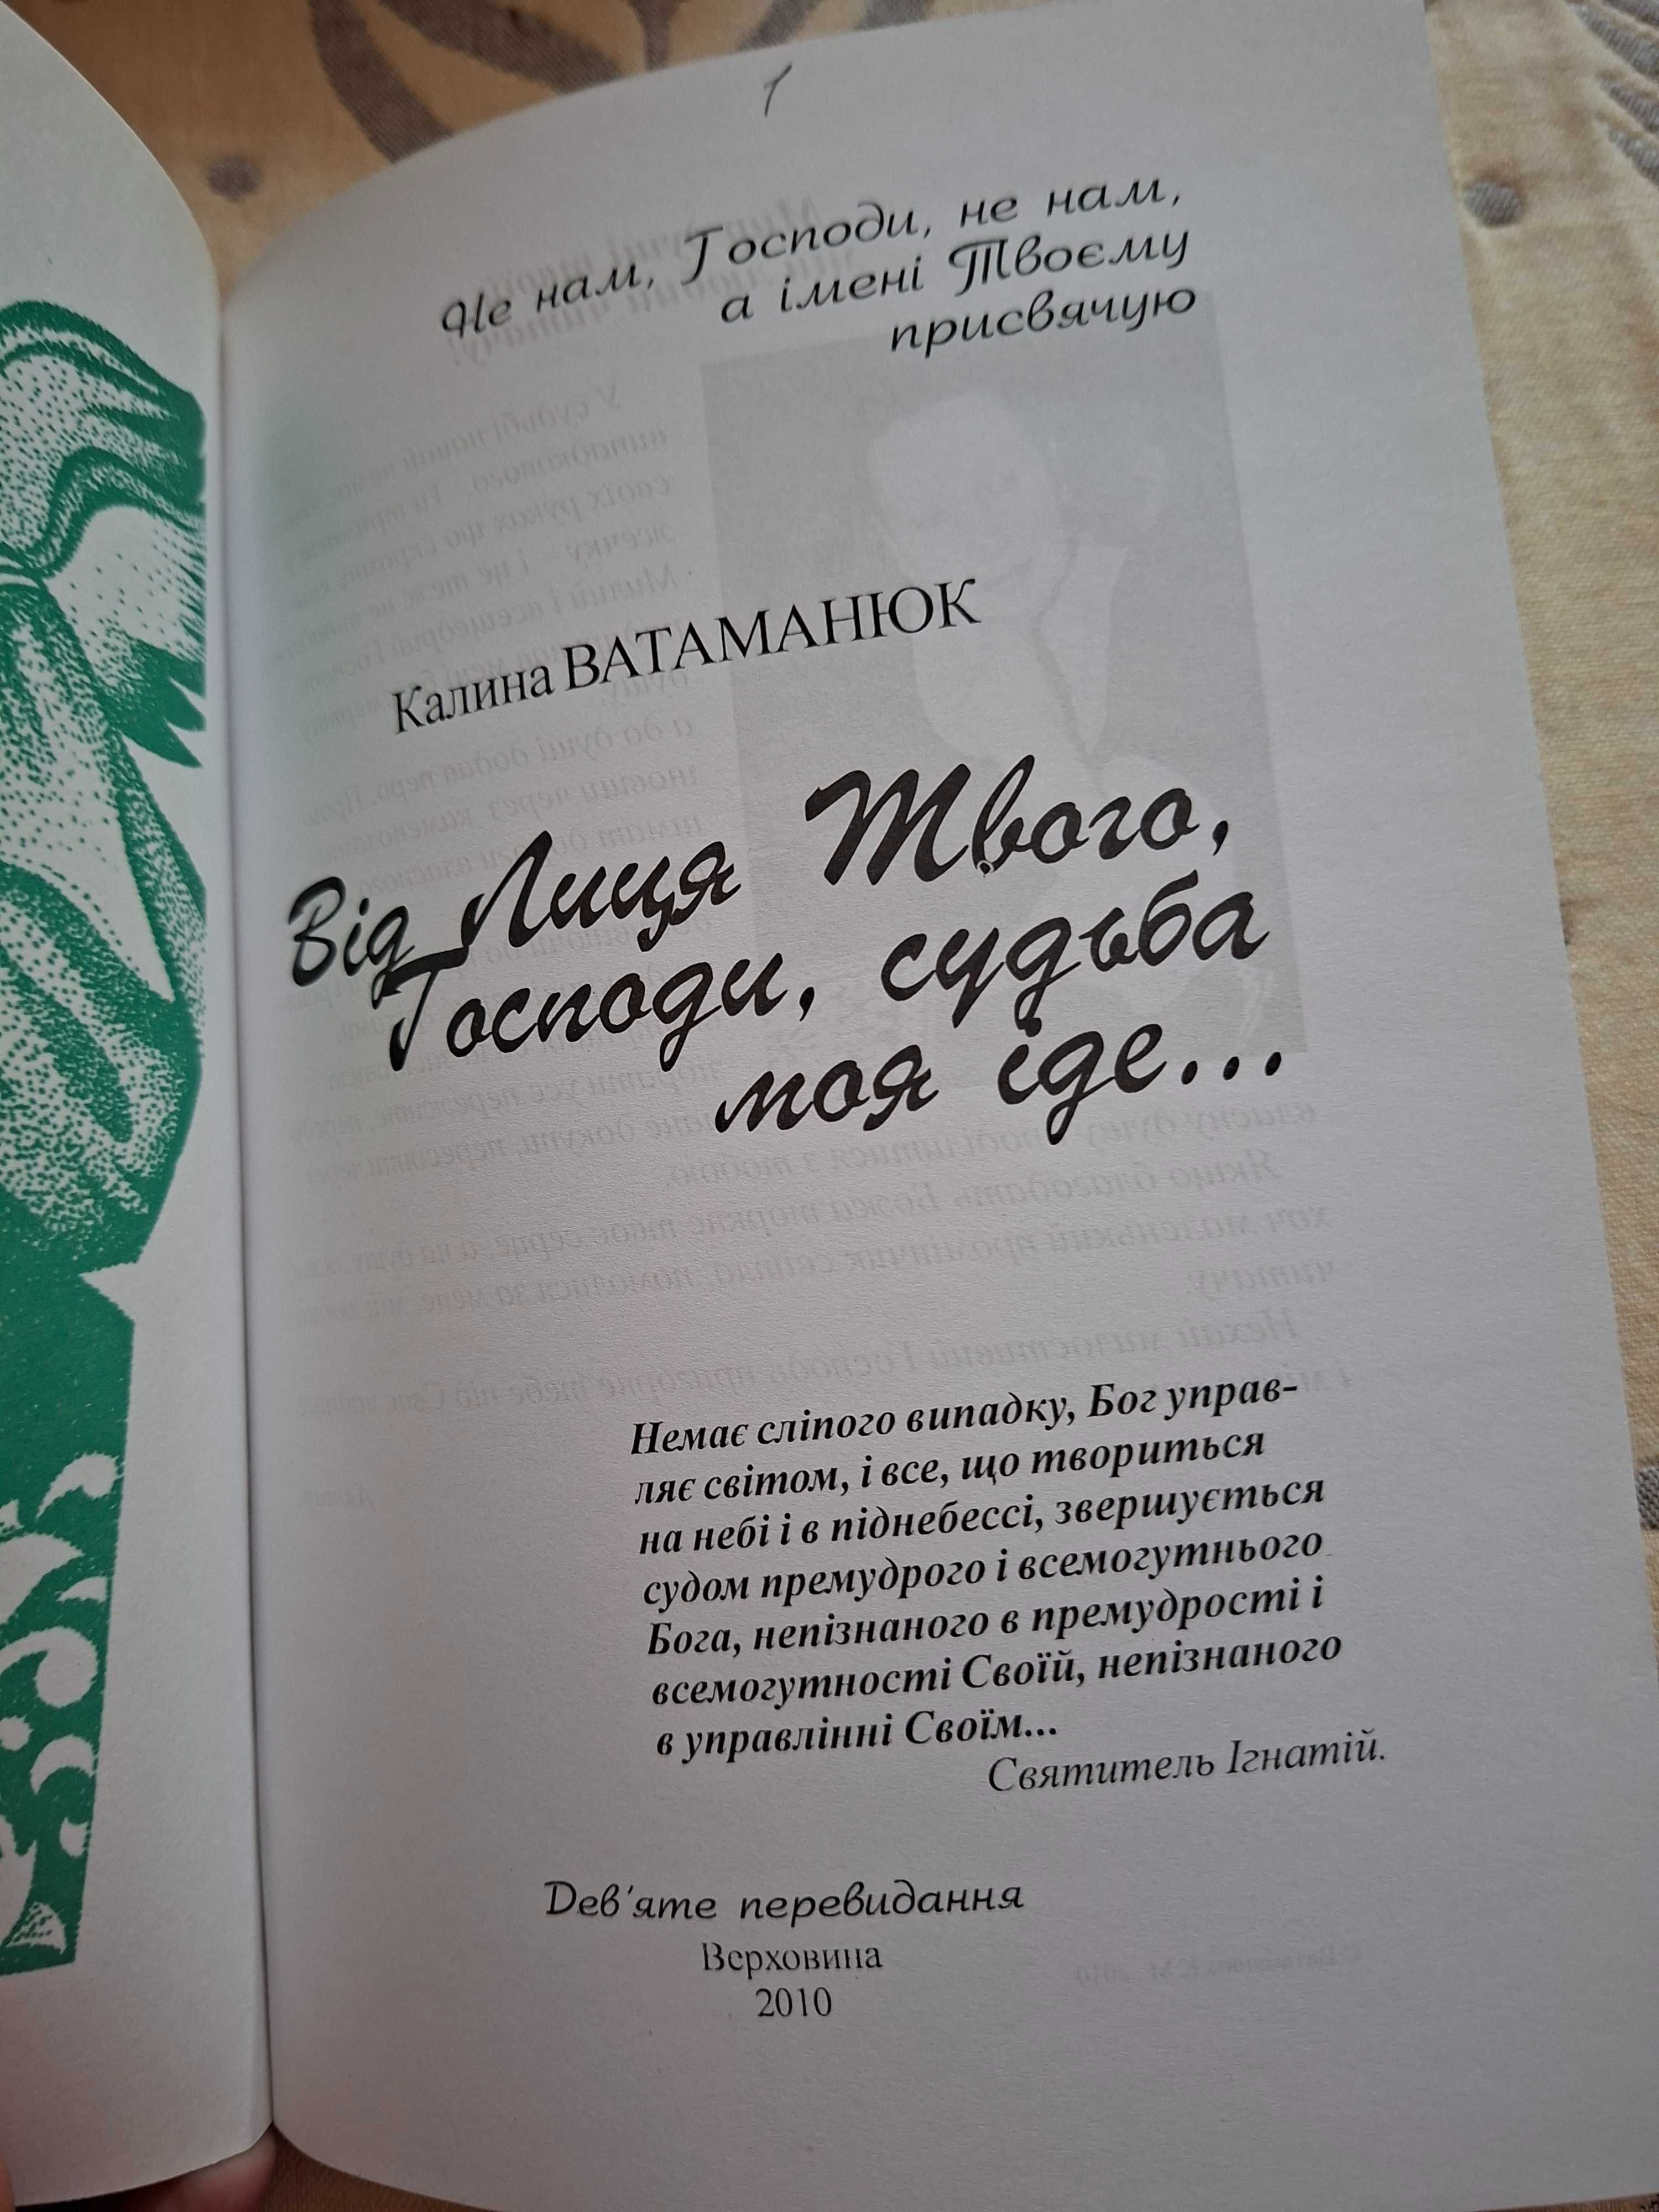 1
Не нам, Господи, не нам,
а імені Твоєму
присвячую
Калина ВАТАМАНЮК
Від Лиця Твого,
Господи, судьба
моя іде...
Немає сліпого випадку, Бог управ-
ляє світом, і все, що твориться
на небі і в піднебессі, звершується
судом премудрого і всемогутнього
Бога, непізнаного в премудрості і
всемогутності Своїй, непізнаного
в управлінні Своїм...
Святитель Ігнатій.
Дев'яте перевидання
Верховина
2010